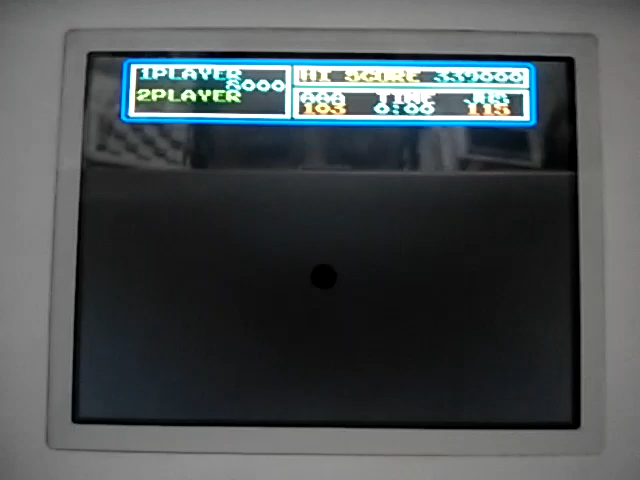 1PLAYER
8000
2PLAYER
HI SCORE 339000
TIME
103 0:00 115